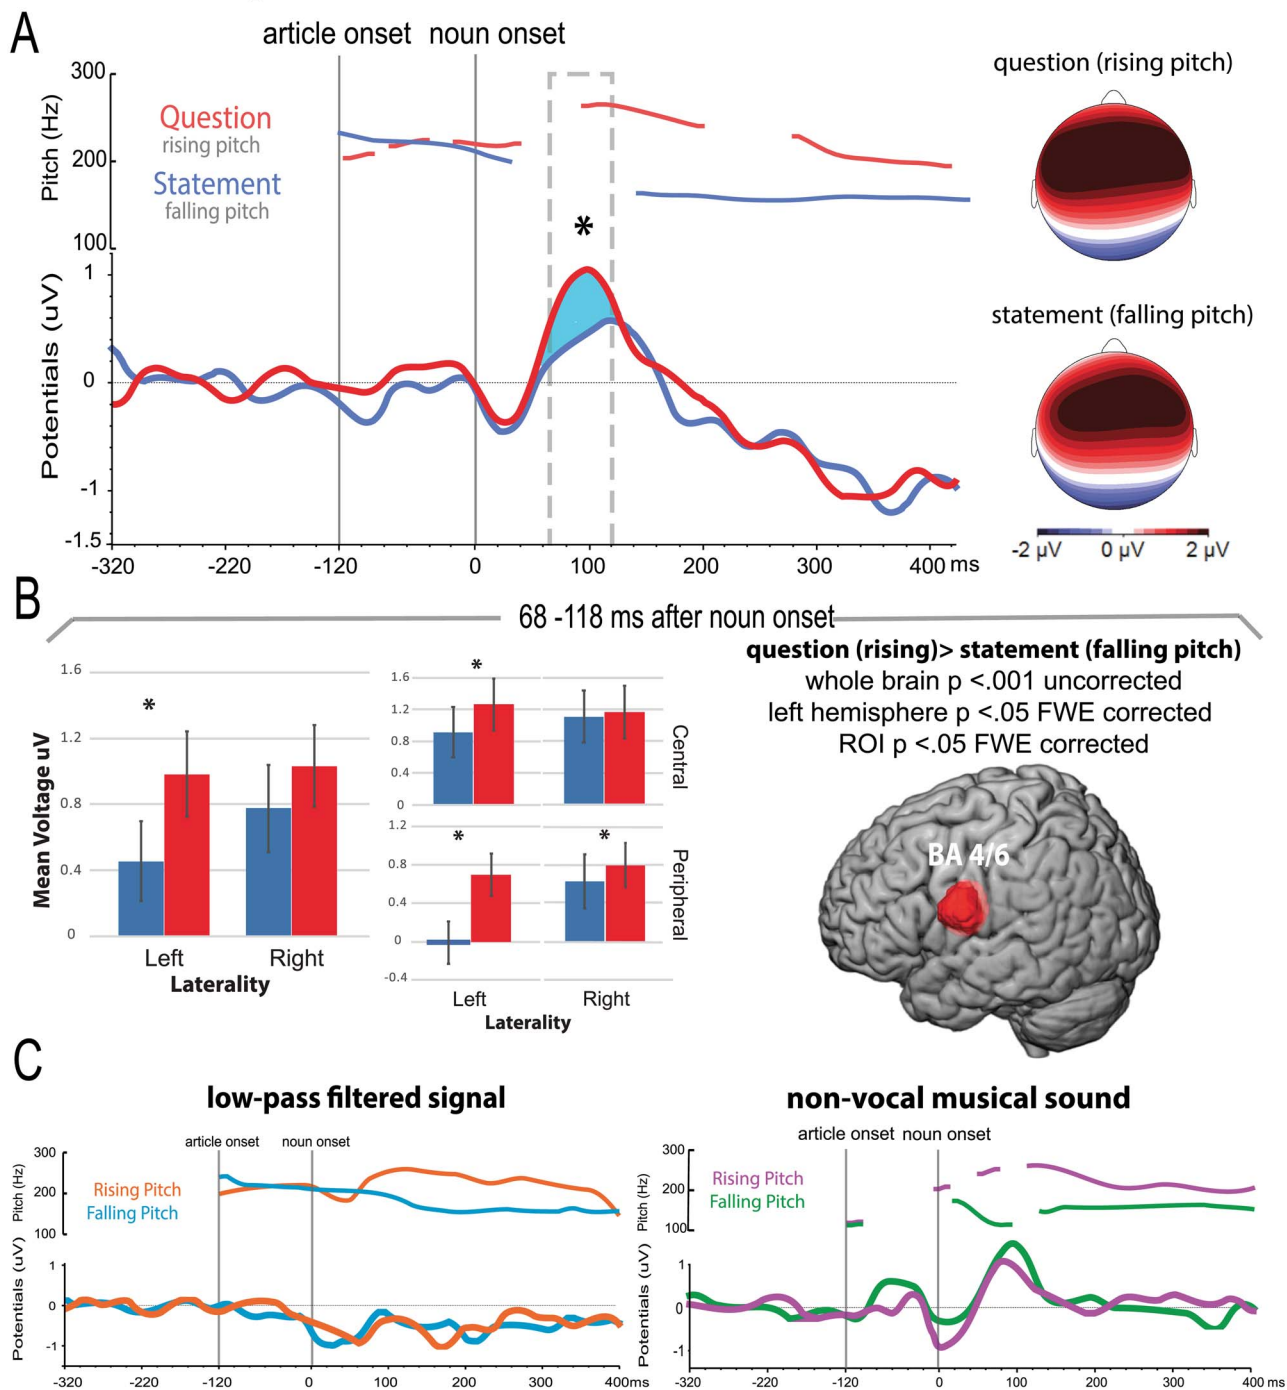 A
article onset noun onset
300
200
100
Pitch (Hz)
Question
rising pitch
Statement
falling pitch
*
question (rising pitch)
statement (falling pitch)
-2 µV 0 µV 2 µV
Potentials (uV)
1
0
-1
-1.5
-320 -220 -120 0 100 200 300 400 ms
B
68 -118 ms after noun onset
Mean Voltage uV
1.6
1.2
0.8
0.4
0
*
Left Right
Laterality
1.6
1.2
0.8
0.4
0
*
Central
1.2
0.8
0.4
0
-0.4
* *
Peripheral
Left Right
Laterality
question (rising)> statement (falling pitch)
whole brain p <.001 uncorrected
left hemisphere p <.05 FWE corrected
ROI p <.05 FWE corrected
BA 4/6
C
low-pass filtered signal
article onset noun onset
300
200
100
Pitch (Hz)
Rising Pitch
Falling Pitch
Potentials (uV)
1
0
-1
-320 -220 -120 0 100 200 300 400ms
non-vocal musical sound
article onset noun onset
300
200
100
Pitch (Hz)
Rising Pitch
Falling Pitch
Potentials (uV)
1
0
-1
-320 -220 -120 0 100 200 300 400 ms